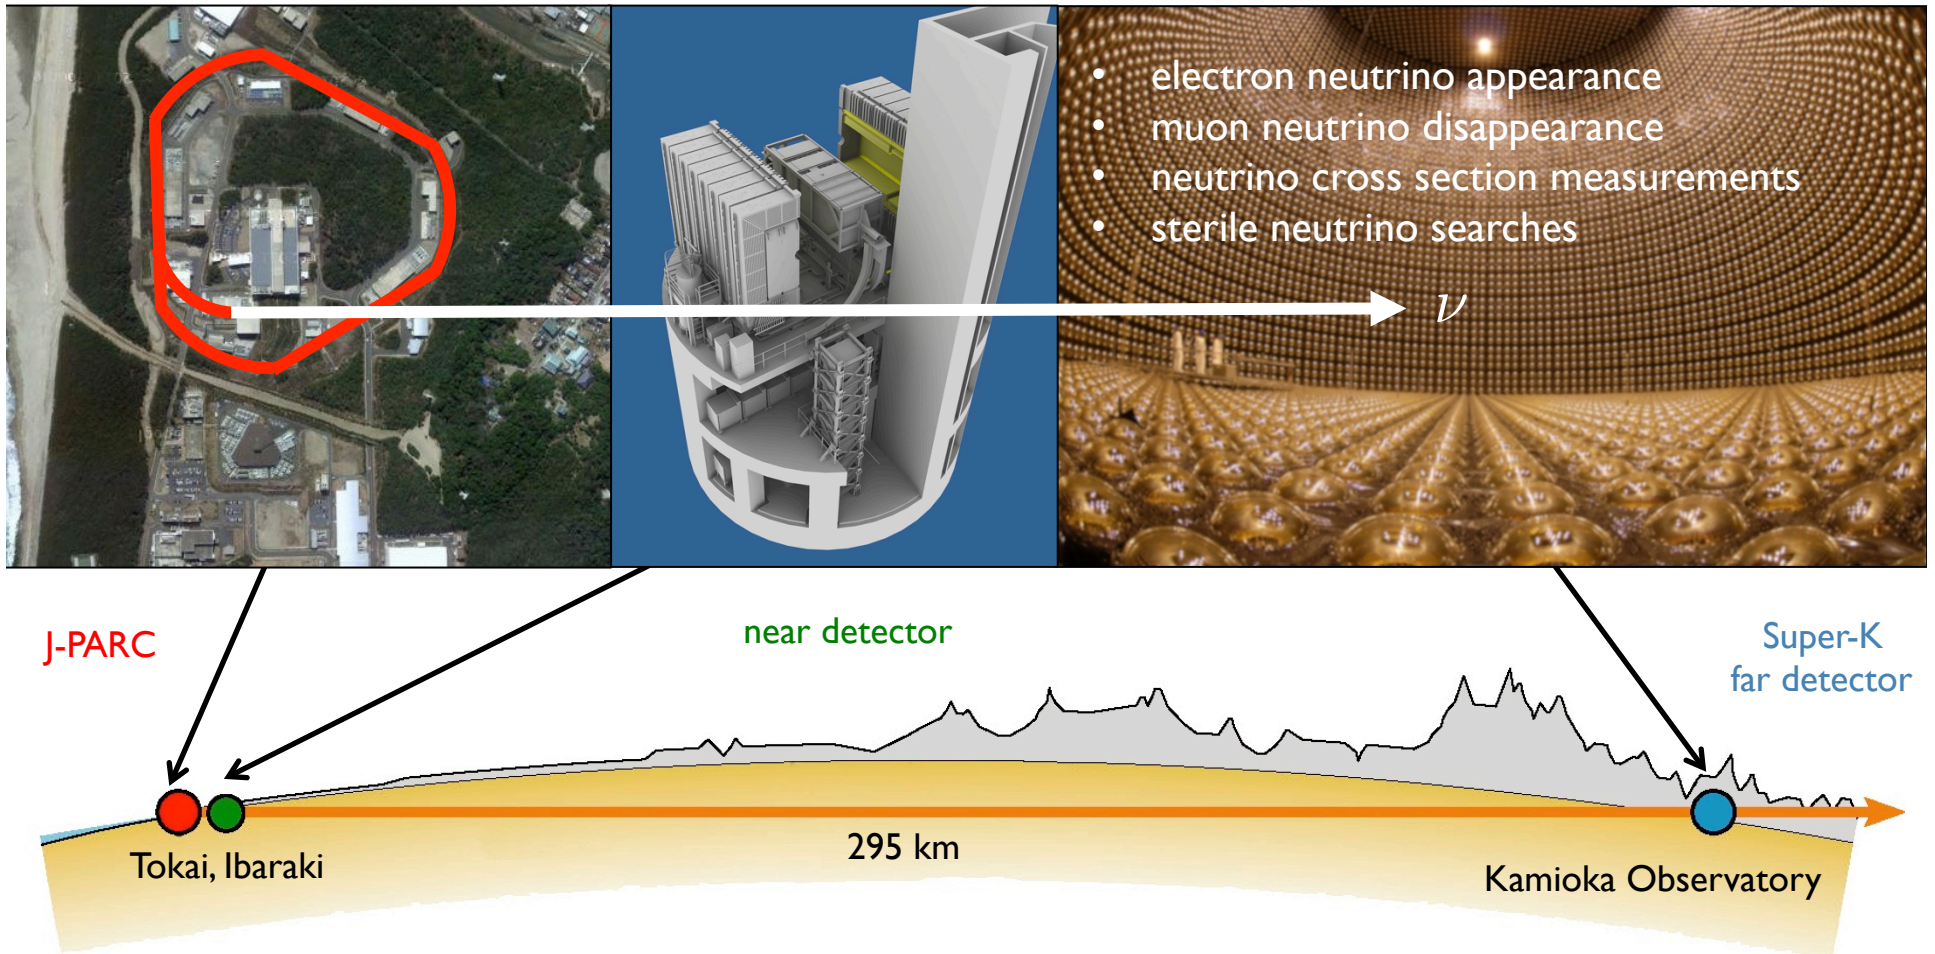 • electron neutrino appearance
• muon neutrino disappearance
• neutrino cross section measurements
• sterile neutrino searches
ν
J-PARC
near detector
Super-K
far detector
295 km
Tokai, Ibaraki
Kamioka Observatory